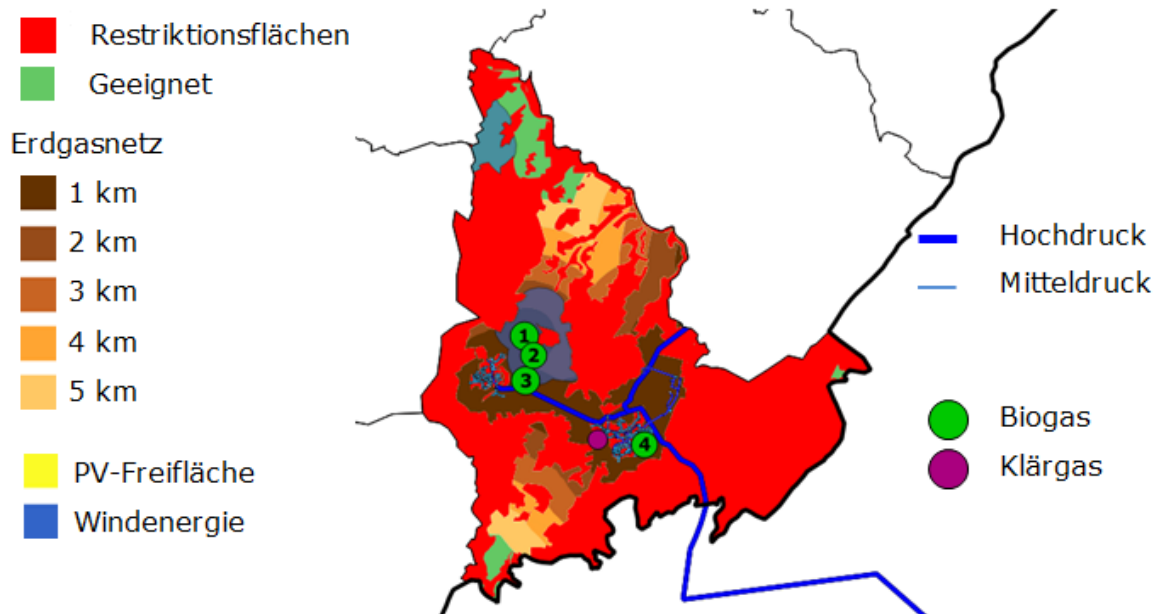 Restriktionsflächen
Geeignet
Erdgasnetz
1 km
2 km
3 km
4 km
5 km
PV-Freifläche
Windenergie
1
2
3
4
Hochdruck
Mitteldruck
Biogas
Klärgas